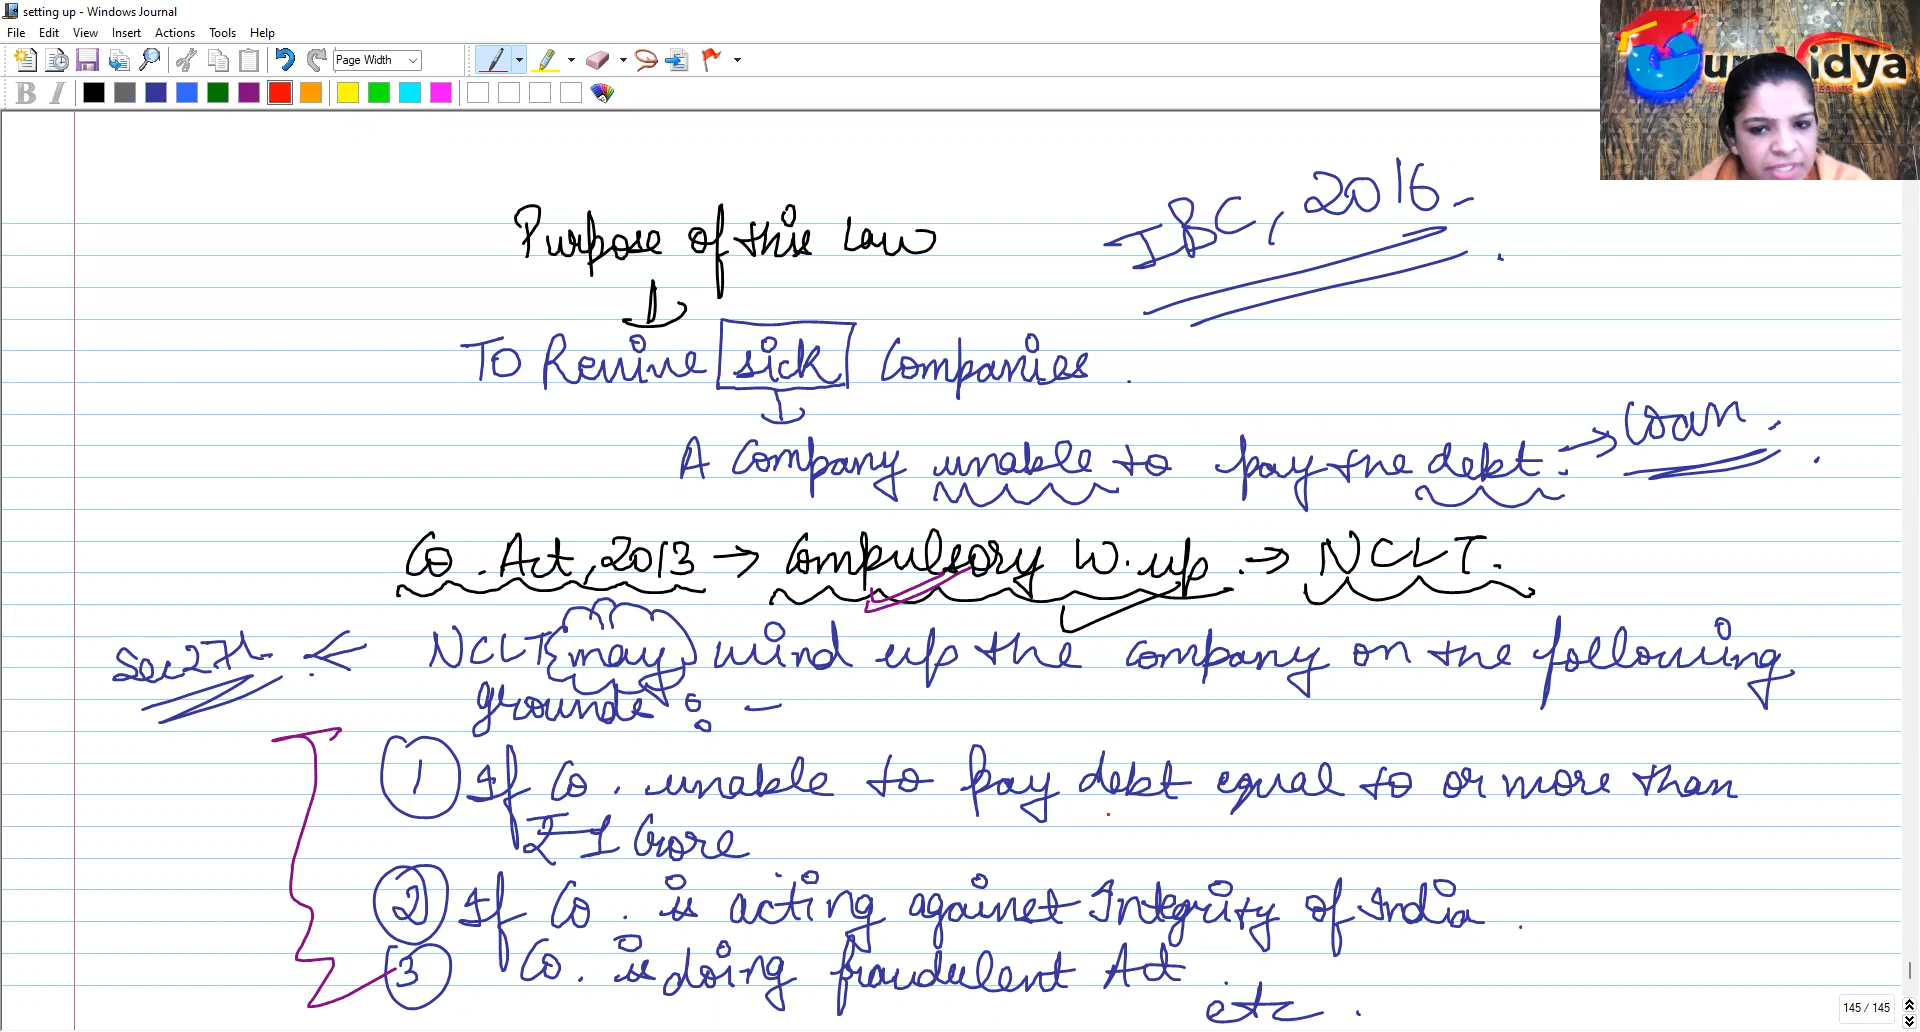 setting up - Windows Journal
File Edit View Insert Actions Tools Help
Page Width
B I
GuruVidya
IBC, 2016.
Purpose of this Law
To Revive sick Companies.
A Company unable to pay the debt. → Loan.
Co. Act, 2013 → Compulsory W. up. → NCLT.
Sec 271 ← NCLT {may} wind up the company on the following
grounds : -
1 If Co. unable to pay debt equal to or more than
₹ 1 Crore
2 If Co. is acting against Integrity of India.
3 Co. is doing fraudulent Act
etc.
145 / 145